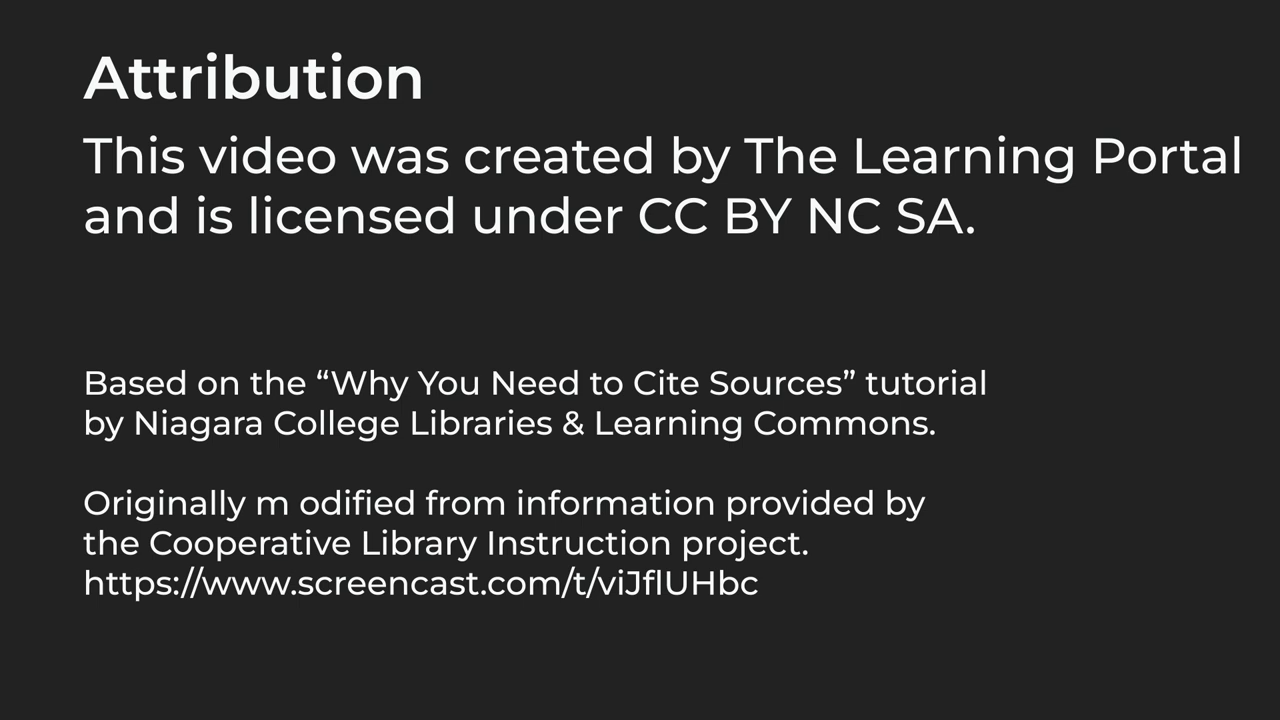 Attribution
This video was created by The Learning Portal
and is licensed under CC BY NC SA.
Based on the “Why You Need to Cite Sources” tutorial
by Niagara College Libraries & Learning Commons.
Originally m odified from information provided by
the Cooperative Library Instruction project.
https://www.screencast.com/t/viJflUHbc